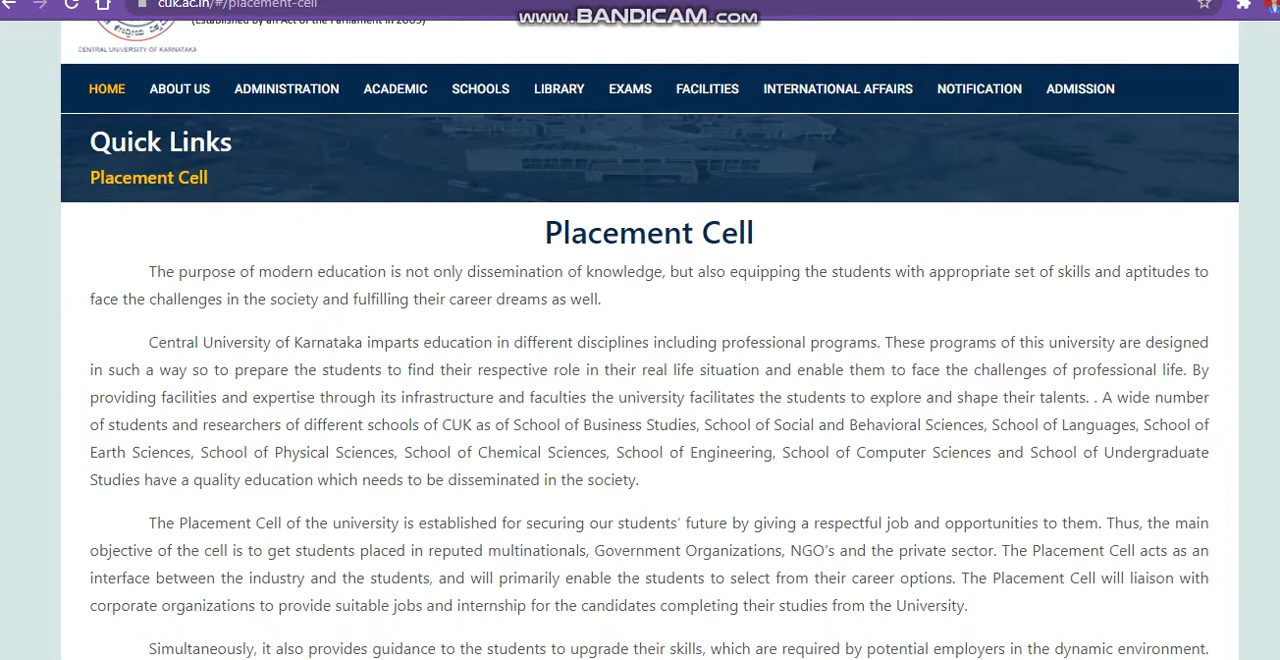 cuk.ac.in/#/placement-cell
www.BANDICAM.com
(Established by an Act of the Parliament in 2009)
CENTRAL UNIVERSITY OF KARNATAKA
HOME ABOUT US ADMINISTRATION ACADEMIC SCHOOLS LIBRARY EXAMS FACILITIES INTERNATIONAL AFFAIRS NOTIFICATION ADMISSION
Quick Links
Placement Cell
Placement Cell
The purpose of modern education is not only dissemination of knowledge, but also equipping the students with appropriate set of skills and aptitudes to
face the challenges in the society and fulfilling their career dreams as well.
Central University of Karnataka imparts education in different disciplines including professional programs. These programs of this university are designed
in such a way so to prepare the students to find their respective role in their real life situation and enable them to face the challenges of professional life. By
providing facilities and expertise through its infrastructure and faculties the university facilitates the students to explore and shape their talents. . A wide number
of students and researchers of different schools of CUK as of School of Business Studies, School of Social and Behavioral Sciences, School of Languages, School of
Earth Sciences, School of Physical Sciences, School of Chemical Sciences, School of Engineering, School of Computer Sciences and School of Undergraduate
Studies have a quality education which needs to be disseminated in the society.
The Placement Cell of the university is established for securing our students’ future by giving a respectful job and opportunities to them. Thus, the main
objective of the cell is to get students placed in reputed multinationals, Government Organizations, NGO’s and the private sector. The Placement Cell acts as an
interface between the industry and the students, and will primarily enable the students to select from their career options. The Placement Cell will liaison with
corporate organizations to provide suitable jobs and internship for the candidates completing their studies from the University.
Simultaneously, it also provides guidance to the students to upgrade their skills, which are required by potential employers in the dynamic environment.